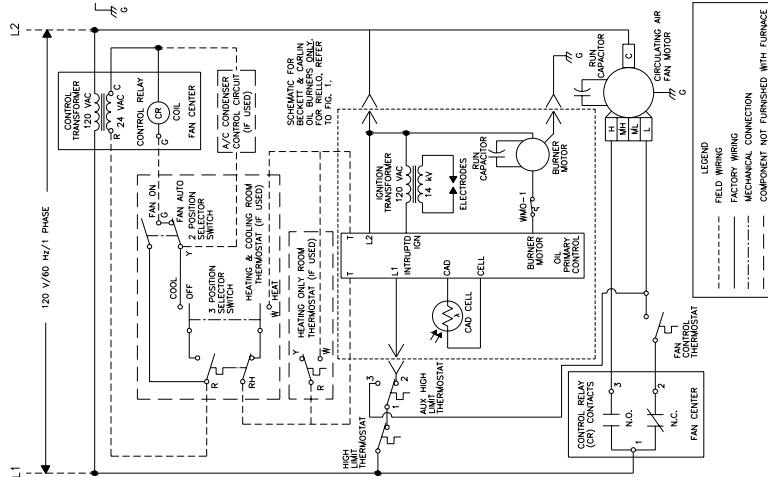 L1
L2
120 V/60 Hz/1 PHASE
G
CONTROL
TRANSFORMER
120 VAC
R 24 VAC C
CONTROL RELAY
CR
COIL
G
FAN CENTER
A/C CONDENSER
CONTROL CIRCUIT
(IF USED)
FAN ON
G
FAN AUTO
2 POSITION
SELECTOR
SWITCH
Y
COOL
OFF
3 POSITION
SELECTOR
SWITCH
HEATING & COOLING ROOM
THERMOSTAT (IF USED)
W HEAT
R
RH
HEATING ONLY ROOM
THERMOSTAT (IF USED)
Y
W
R
SCHEMATIC FOR
BECKETT & CARLIN
OIL BURNERS ONLY.
FOR RIELLO, REFER
TO FIG. 1.
T
T
L2
L1
INTRUPTD
IGN
IGNITION
TRANSFORMER
120 VAC
14 kV
ELECTRODES
RUN
CAPACITOR
BURNER
MOTOR
G
WMO-1
BURNER
MOTOR
OIL
PRIMARY
CONTROL
CAD
CELL
CAD CELL
HIGH
LIMIT
THERMOSTAT
1
2
3
AUX HIGH
LIMIT
THERMOSTAT
CONTROL RELAY
(CR) CONTACTS
N.O.
3
N.C.
2
1
FAN CENTER
FAN
CONTROL
THERMOSTAT
H
MH
ML
L
C
RUN
CAPACITOR
CIRCULATING AIR
FAN MOTOR
G
LEGEND
FIELD WIRING
FACTORY WIRING
MECHANICAL CONNECTION
COMPONENT NOT FURNISHED WITH FURNACE